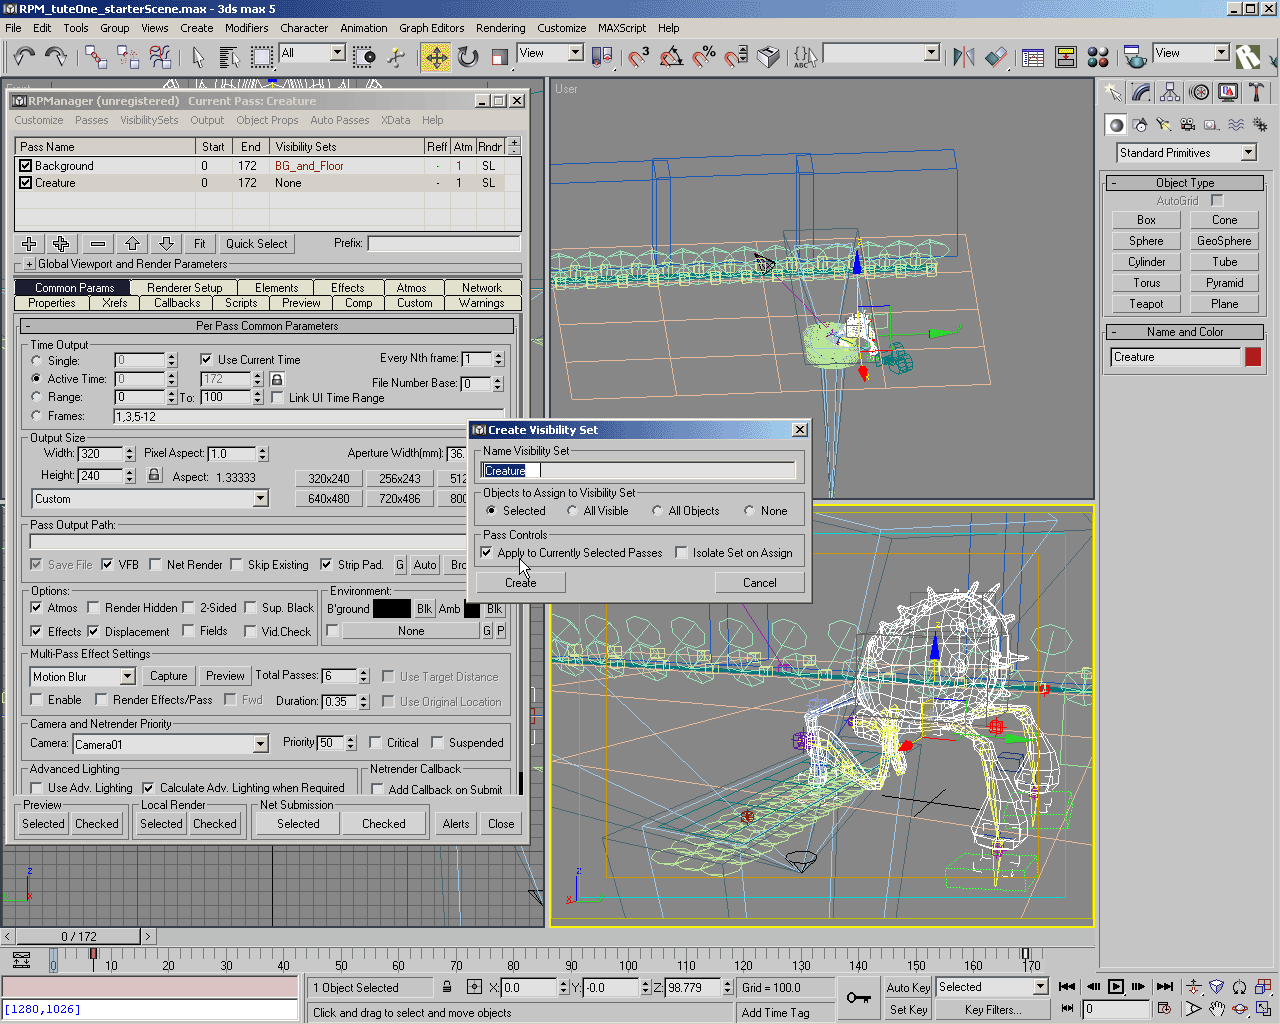 RPM_tuteOne_starterScene.max - 3ds max 5
File Edit Tools Group Views Create Modifiers Character Animation Graph Editors Rendering Customize MAXScript Help
All View 3 % {} ABC View
User
RPManager (unregistered) Current Pass: Creature
Customize Passes VisibilitySets Output Object Props Auto Passes XData Help
Pass Name Start End Visibility Sets Reff Atm Rndr
Background 0 172 BG_and_Floor - 1 SL
Creature 0 172 None - 1 SL
Fit Quick Select Prefix:
+ Global Viewport and Render Parameters
Common Params Renderer Setup Elements Effects Atmos Network
Properties Xrefs Callbacks Scripts Preview Comp Custom Warnings
- Per Pass Common Parameters
Time Output
Single: 0 Use Current Time Every Nth frame: 1
Active Time: 0 172 File Number Base: 0
Range: 0 To: 100 Link UI Time Range
Frames: 1,3,5-12
Output Size
Width: 320 Pixel Aspect: 1.0 Aperture Width(mm): 36.
Height: 240 Aspect: 1.33333 320x240 256x243 512
Custom 640x480 720x486 800
Pass Output Path:
Save File VFB Net Render Skip Existing Strip Pad. G Auto Bro
Options:
Atmos Render Hidden 2-Sided Sup. Black
Effects Displacement Fields Vid.Check
Environment:
B'ground Blk Amb Blk
None G P
Multi-Pass Effect Settings
Motion Blur Capture Preview Total Passes: 6 Use Target Distance
Enable Render Effects/Pass Fwd Duration: 0.35 Use Original Location
Camera and Netrender Priority
Camera: Camera01 Priority 50 Critical Suspended
Advanced Lighting
Use Adv. Lighting Calculate Adv. Lighting when Required
Netrender Callback
Add Callback on Submit
Preview Local Render Net Submission
Selected Checked Selected Checked Selected Checked Alerts Close
Create Visibility Set
Name Visibility Set
Creature
Objects to Assign to Visibility Set
Selected All Visible All Objects None
Pass Controls
Apply to Currently Selected Passes Isolate Set on Assign
Create Cancel
Standard Primitives
- Object Type
AutoGrid
Box Cone
Sphere GeoSphere
Cylinder Tube
Torus Pyramid
Teapot Plane
- Name and Color
Creature
z
x
z
x
< 0 / 172 >
0 10 20 30 40 50 60 70 80 90 100 110 120 130 140 150 160 170
1 Object Selected X: 0.0 Y: -0.0 Z: 98.779 Grid = 100.0 Auto Key Selected
[1280,1026] Click and drag to select and move objects Add Time Tag Set Key Key Filters... 0